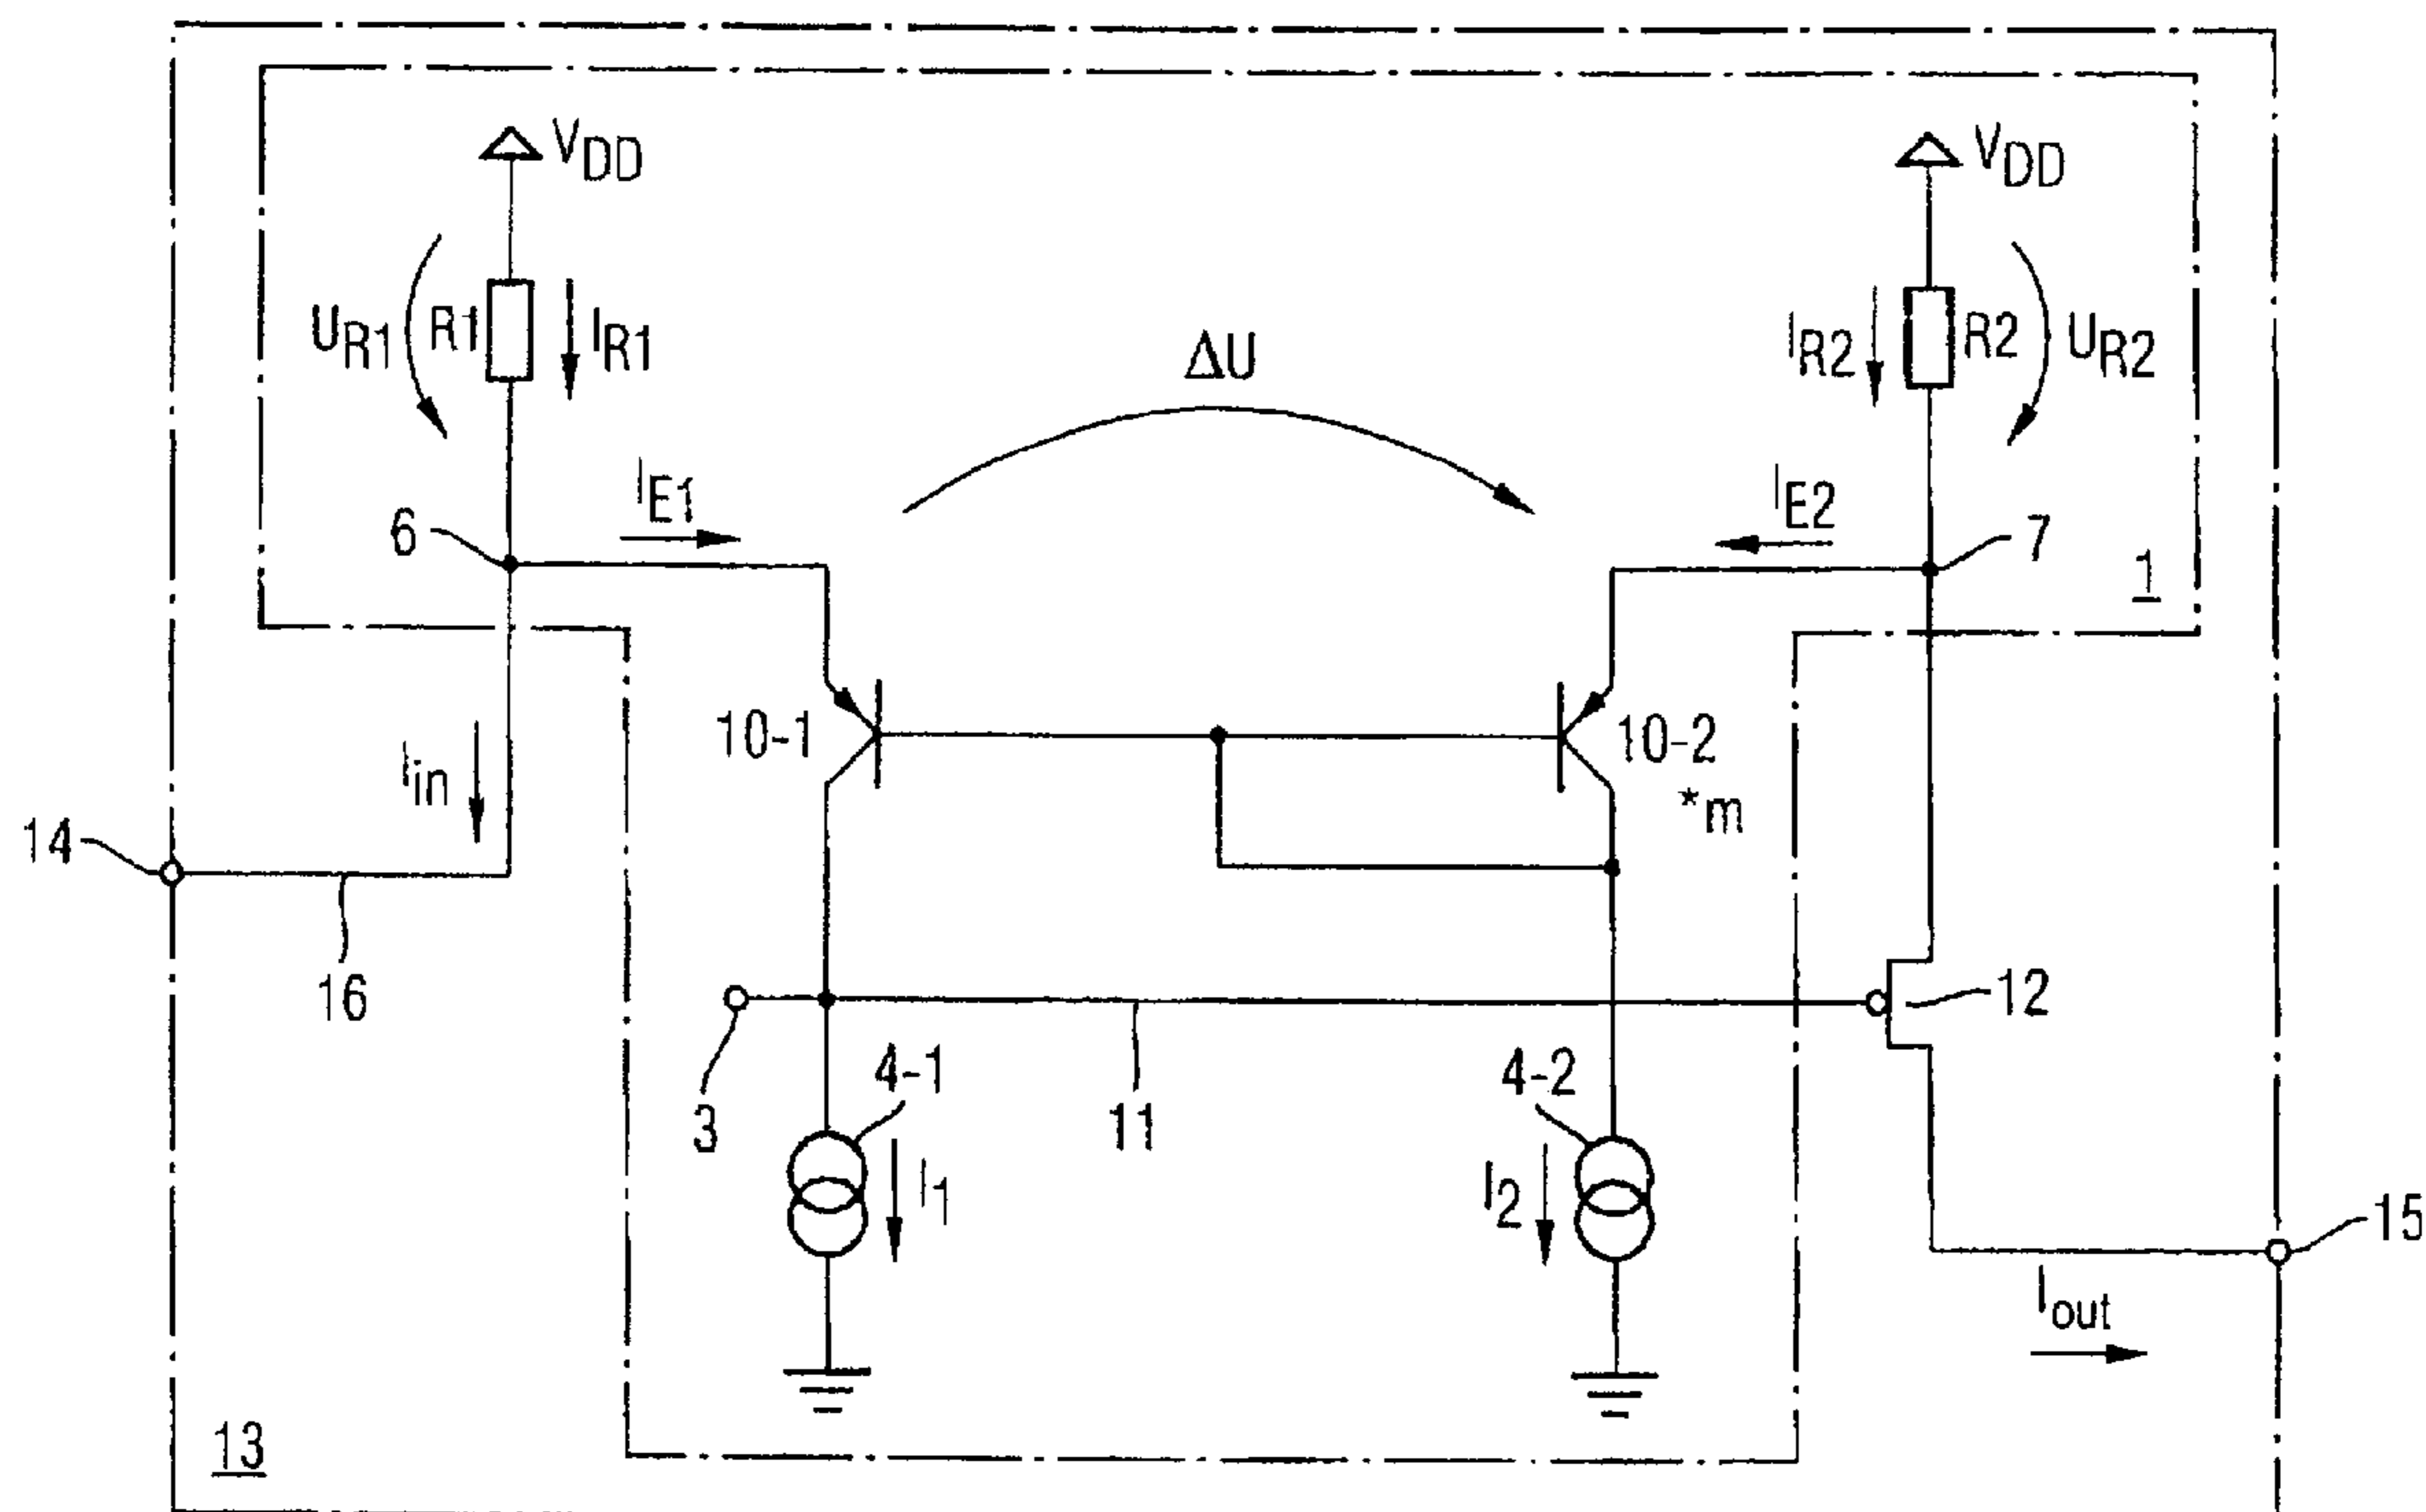 VDD
VDD
UR1
R1
IR1
ΔU
IR2
R2
UR2
6
IE1
IE2
7
1
10-1
10-2
*m
Iin
14
16
3
11
12
4-1
4-2
I1
I2
15
Iout
13